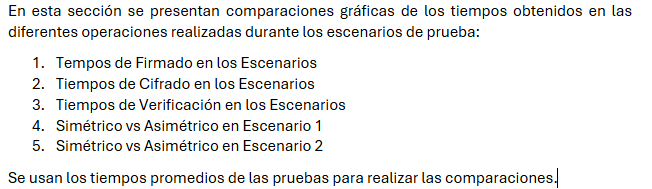 En esta sección se presentan comparaciones gráficas de los tiempos obtenidos en las
diferentes operaciones realizadas durante los escenarios de prueba:
1. Tempos de Firmado en los Escenarios
2. Tiempos de Cifrado en los Escenarios
3. Tiempos de Verificación en los Escenarios
4. Simétrico vs Asimétrico en Escenario 1
5. Simétrico vs Asimétrico en Escenario 2
Se usan los tiempos promedios de las pruebas para realizar las comparaciones.